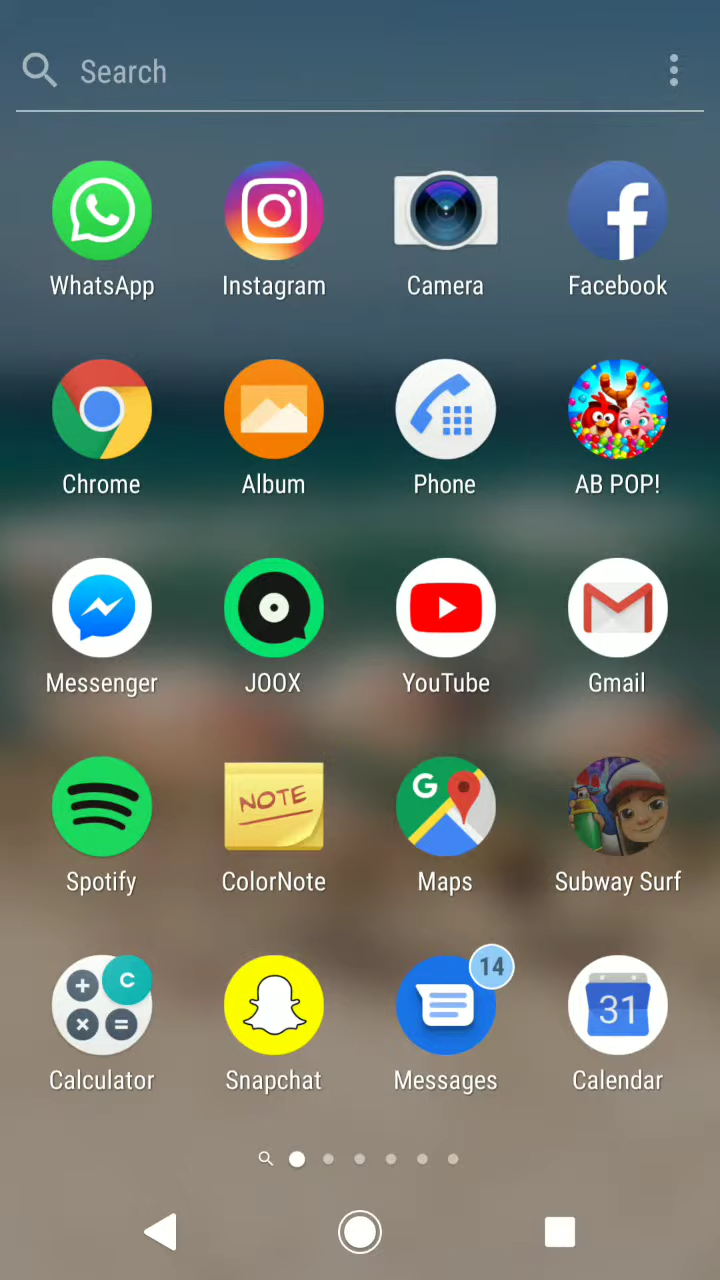 Search
WhatsApp Instagram Camera Facebook
Chrome Album Phone AB POP!
Messenger JOOX YouTube Gmail
NOTE G
Spotify ColorNote Maps Subway Surf
C 14 31
Calculator Snapchat Messages Calendar